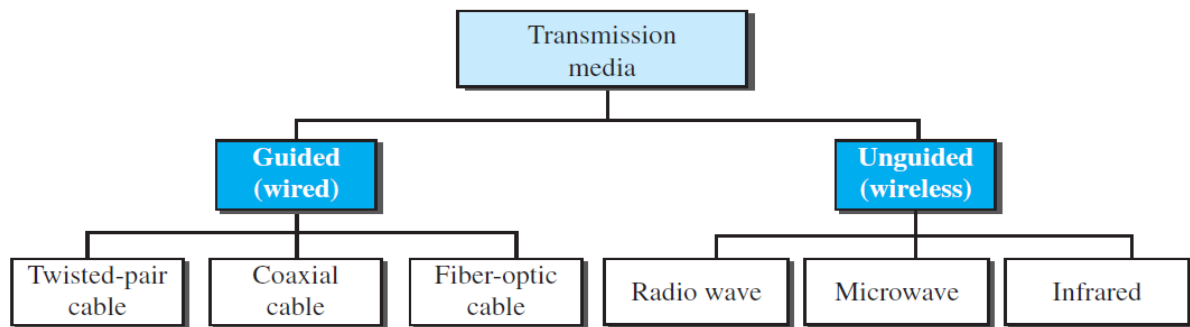 Transmission
media
Guided
(wired)
Unguided
(wireless)
Twisted-pair
cable
Coaxial
cable
Fiber-optic
cable
Radio wave
Microwave
Infrared